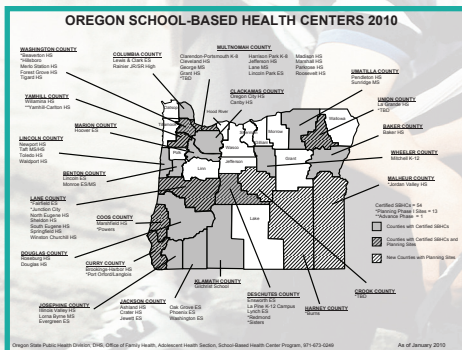 OREGON SCHOOL-BASED HEALTH CENTERS 2010
WASHINGTON COUNTY
*Beaverton HS
*Hillsboro
Merlo Station HS
Forest Grove HS
Tigard HS
COLUMBIA COUNTY
Lewis & Clark ES
Rainier JR/SR High
MULTNOMAH COUNTY
Clarendon-Portsmouth K-8
Cleveland HS
George MS
Grant HS
*TBD
Harrison Park K-8
Jefferson HS
Lane MS
Lincoln Park ES
Madison HS
Marshall HS
Parkrose HS
Roosevelt HS
CLACKAMAS COUNTY
Oregon City HS
Canby HS
UMATILLA COUNTY
Pendleton HS
Sunridge MS
UNION COUNTY
La Grande HS
*TBD
BAKER COUNTY
Baker HS
WHEELER COUNTY
Mitchell K-12
MALHEUR COUNTY
*Jordan Valley HS
YAMHILL COUNTY
Willamina HS
**Yamhill-Carlton HS
MARION COUNTY
Hoover ES
LINCOLN COUNTY
Newport HS
Taft MS/HS
Toledo HS
Waldport HS
BENTON COUNTY
Lincoln ES
Monroe ES/MS
LANE COUNTY
*Fairfield ES
*Junction City
North Eugene HS
Sheldon HS
South Eugene HS
Springfield HS
Winston Churchill HS
COOS COUNTY
Marshfield HS
*Powers
DOUGLAS COUNTY
Roseburg HS
Douglas HS
CURRY COUNTY
Brookings-Harbor HS
*Port Orford/Langlois
Clatsop
Tillamook
Hood River
Polk
Linn
Wasco
Sherman
Gilliam
Morrow
Jefferson
Grant
Wallowa
Lake
Certified SBHCs = 54
*Planning Phase I Sites = 13
**Advance Phase = 1
Counties with Certified SBHCs
Counties with Certified SBHCs and
Planning Sites
New Counties with Planning Sites
JOSEPHINE COUNTY
Illinois Valley HS
Lorna Byrne MS
Evergreen ES
JACKSON COUNTY
Ashland HS
Crater HS
Jewett ES
Oak Grove ES
Phoenix ES
Washington ES
KLAMATH COUNTY
Gilchrist School
DESCHUTES COUNTY
Ensworth ES
La Pine K-12 Campus
Lynch ES
*Redmond
*Sisters
HARNEY COUNTY
*Burns
CROOK COUNTY
*TBD
Oregon State Public Health Division, DHS, Office of Family Health, Adolescent Health Section, School-Based Health Center Program, 971-673-0249
As of January 2010